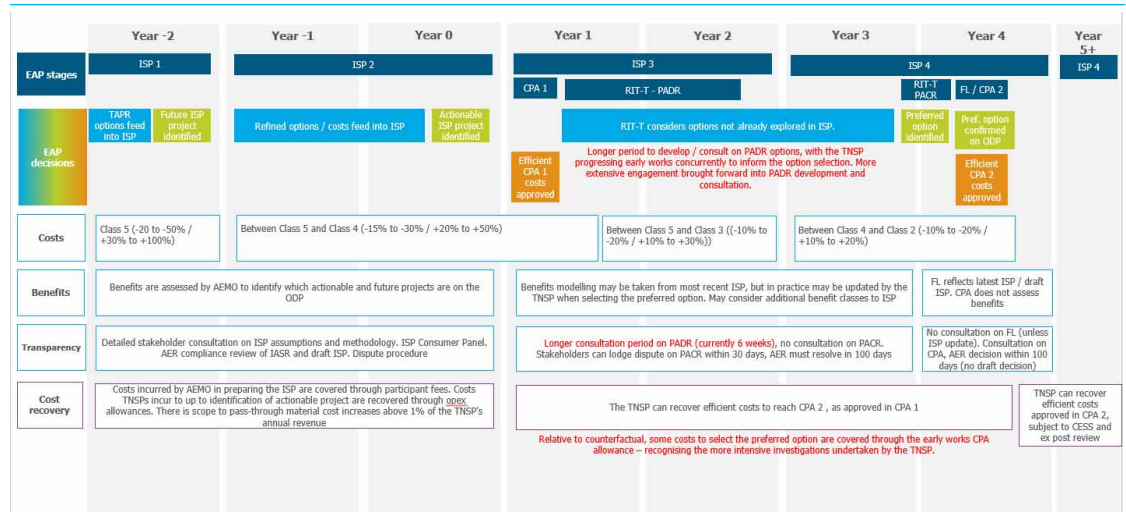 Year -2
Year -1
Year 0
Year 1
Year 2
Year 3
Year 4
Year
5+
EAP stages
ISP 1
ISP 2
ISP 3
ISP 4
ISP 4
CPA 1
RIT-T - PADR
RIT-T
PACR
FL / CPA 2
EAP
decisions
TAPR
options feed
into ISP
Future ISP
project
identified
Refined options / costs feed into ISP
Actionable
ISP project
identified
RIT-T considers options not already explored in ISP.
Preferred
option
identified
Pref. option
confirmed
on ODP
Efficient
CPA 1
costs
approved
Longer period to develop / consult on PADR options, with the TNSP
progressing early works concurrently to inform the option selection. More
extensive engagement brought forward into PADR development and
consultation.
Efficient
CPA 2
costs
approved
Costs
Class 5 (-20 to -50% /
+30% to +100%)
Between Class 5 and Class 4 (-15% to -30% / +20% to +50%)
Between Class 5 and Class 3 ((-10% to
-20% / +10% to +30%))
Between Class 4 and Class 2 (-10% to -20% /
+10% to +20%)
Benefits
Benefits are assessed by AEMO to identify which actionable and future projects are on the
ODP
Benefits modelling may be taken from most recent ISP, but in practice may be updated by the
TNSP when selecting the preferred option. May consider additional benefit classes to ISP
FL reflects latest ISP / draft
ISP. CPA does not assess
benefits
Transparency
Detailed stakeholder consultation on ISP assumptions and methodology. ISP Consumer Panel.
AER compliance review of IASR and draft ISP. Dispute procedure
Longer consultation period on PADR (currently 6 weeks), no consultation on PACR.
Stakeholders can lodge dispute on PACR within 30 days, AER must resolve in 100 days
No consultation on FL (unless
ISP update). Consultation on
CPA, AER decision within 100
days (no draft decision)
Cost
recovery
Costs incurred by AEMO in preparing the ISP are covered through participant fees. Costs
TNSPs incur to up to identification of actionable project are recovered through opex
allowances. There is scope to pass-through material cost increases above 1% of the TNSP's
annual revenue
The TNSP can recover efficient costs to reach CPA 2 , as approved in CPA 1
TNSP can recover
efficient costs
approved in CPA 2,
subject to CESS and
ex post review
Relative to counterfactual, some costs to select the preferred option are covered through the early works CPA
allowance – recognising the more intensive investigations undertaken by the TNSP.